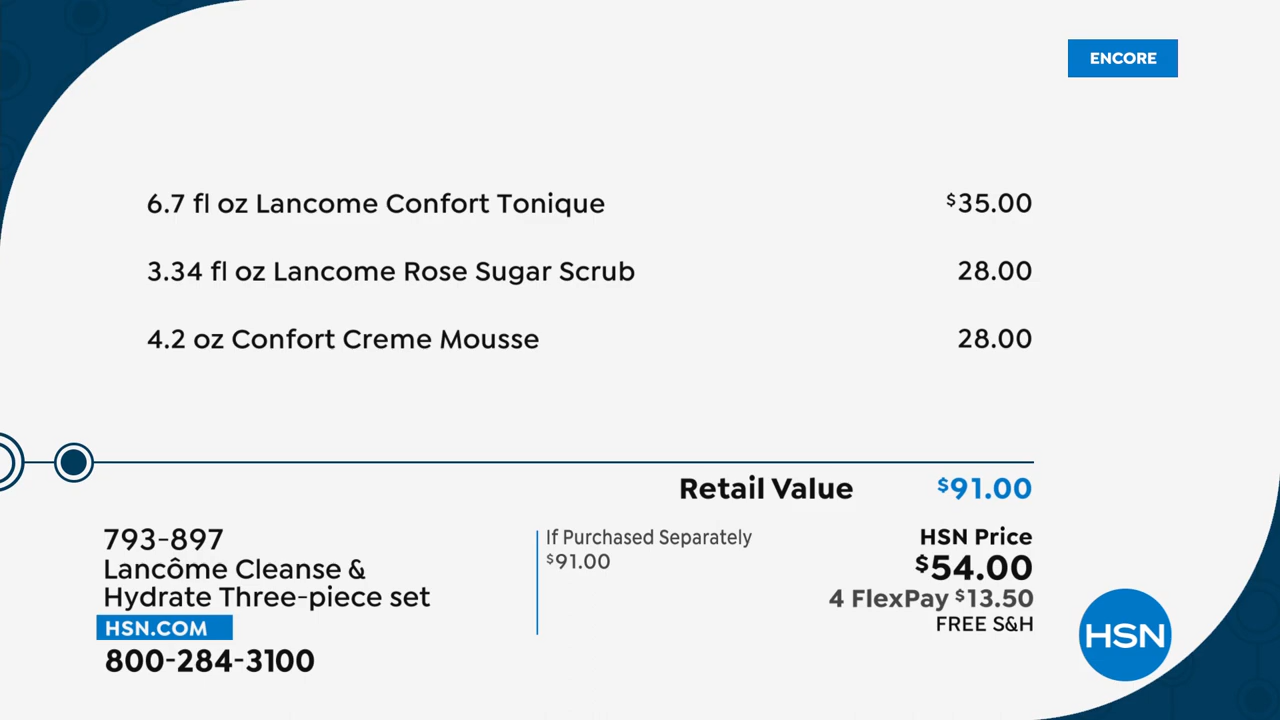 ENCORE
6.7 fl oz Lancome Confort Tonique $35.00
3.34 fl oz Lancome Rose Sugar Scrub 28.00
4.2 oz Confort Creme Mousse 28.00
Retail Value $91.00
793-897
Lancôme Cleanse &
Hydrate Three-piece set
HSN.COM
800-284-3100
If Purchased Separately
$91.00
HSN Price
$54.00
4 FlexPay $13.50
FREE S&H
HSN